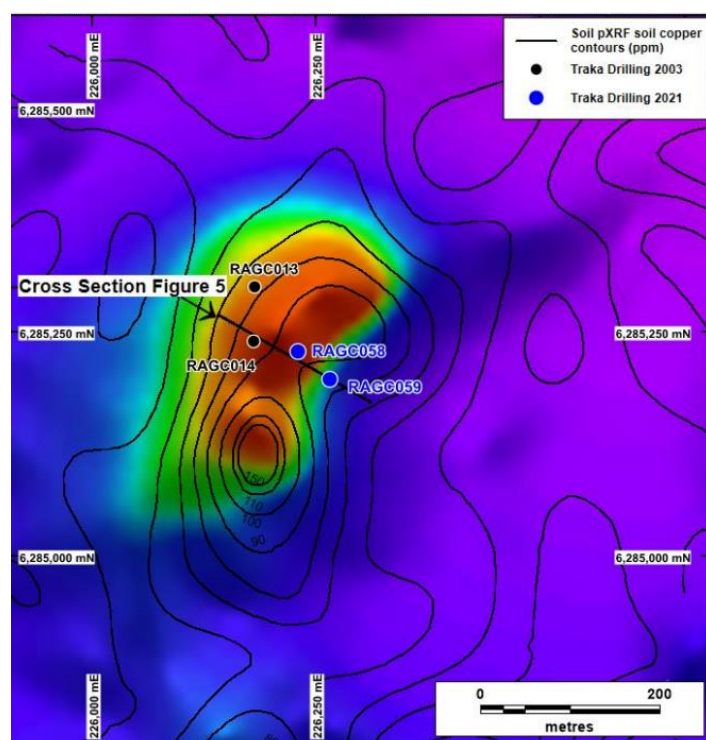 226,000 mE
226,250 mE
Soil pXRF soil copper
contours (ppm)
Traka Drilling 2003
Traka Drilling 2021
6,285,500 mN
RAGC013
Cross Section Figure 5
6,285,250 mN
6,285,250 mN
RAGC014
RAGC058
RAGC059
150
110
100
90
6,285,000 mN
6,285,000 mN
226,000 mE
226,250 mE
0
200
metres